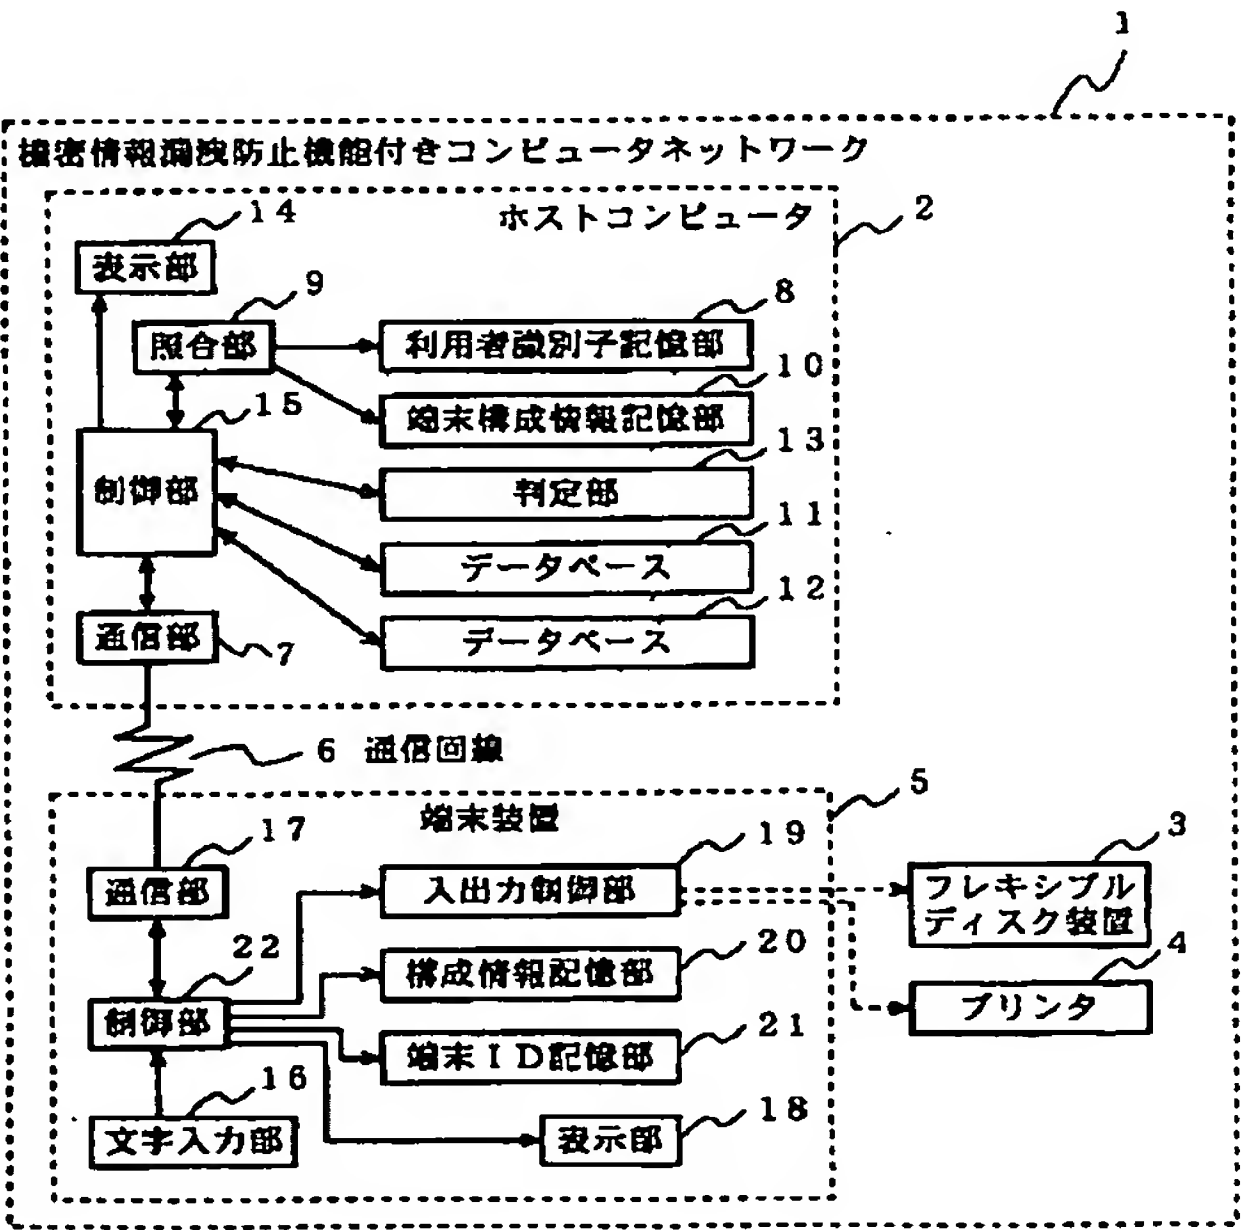 1
機密情報漏洩防止機能付きコンピュータネットワーク
ホストコンピュータ
2
14
表示部
9
照合部
8
利用者識別子記憶部
10
端末構成情報記憶部
15
制御部
13
判定部
11
データベース
12
データベース
通信部
7
6 通信回線
5
端末装置
17
通信部
19
入出力制御部
3
フレキシブル
ディスク装置
22
制御部
20
構成情報記憶部
4
プリンタ
21
端末ID記憶部
16
文字入力部
18
表示部